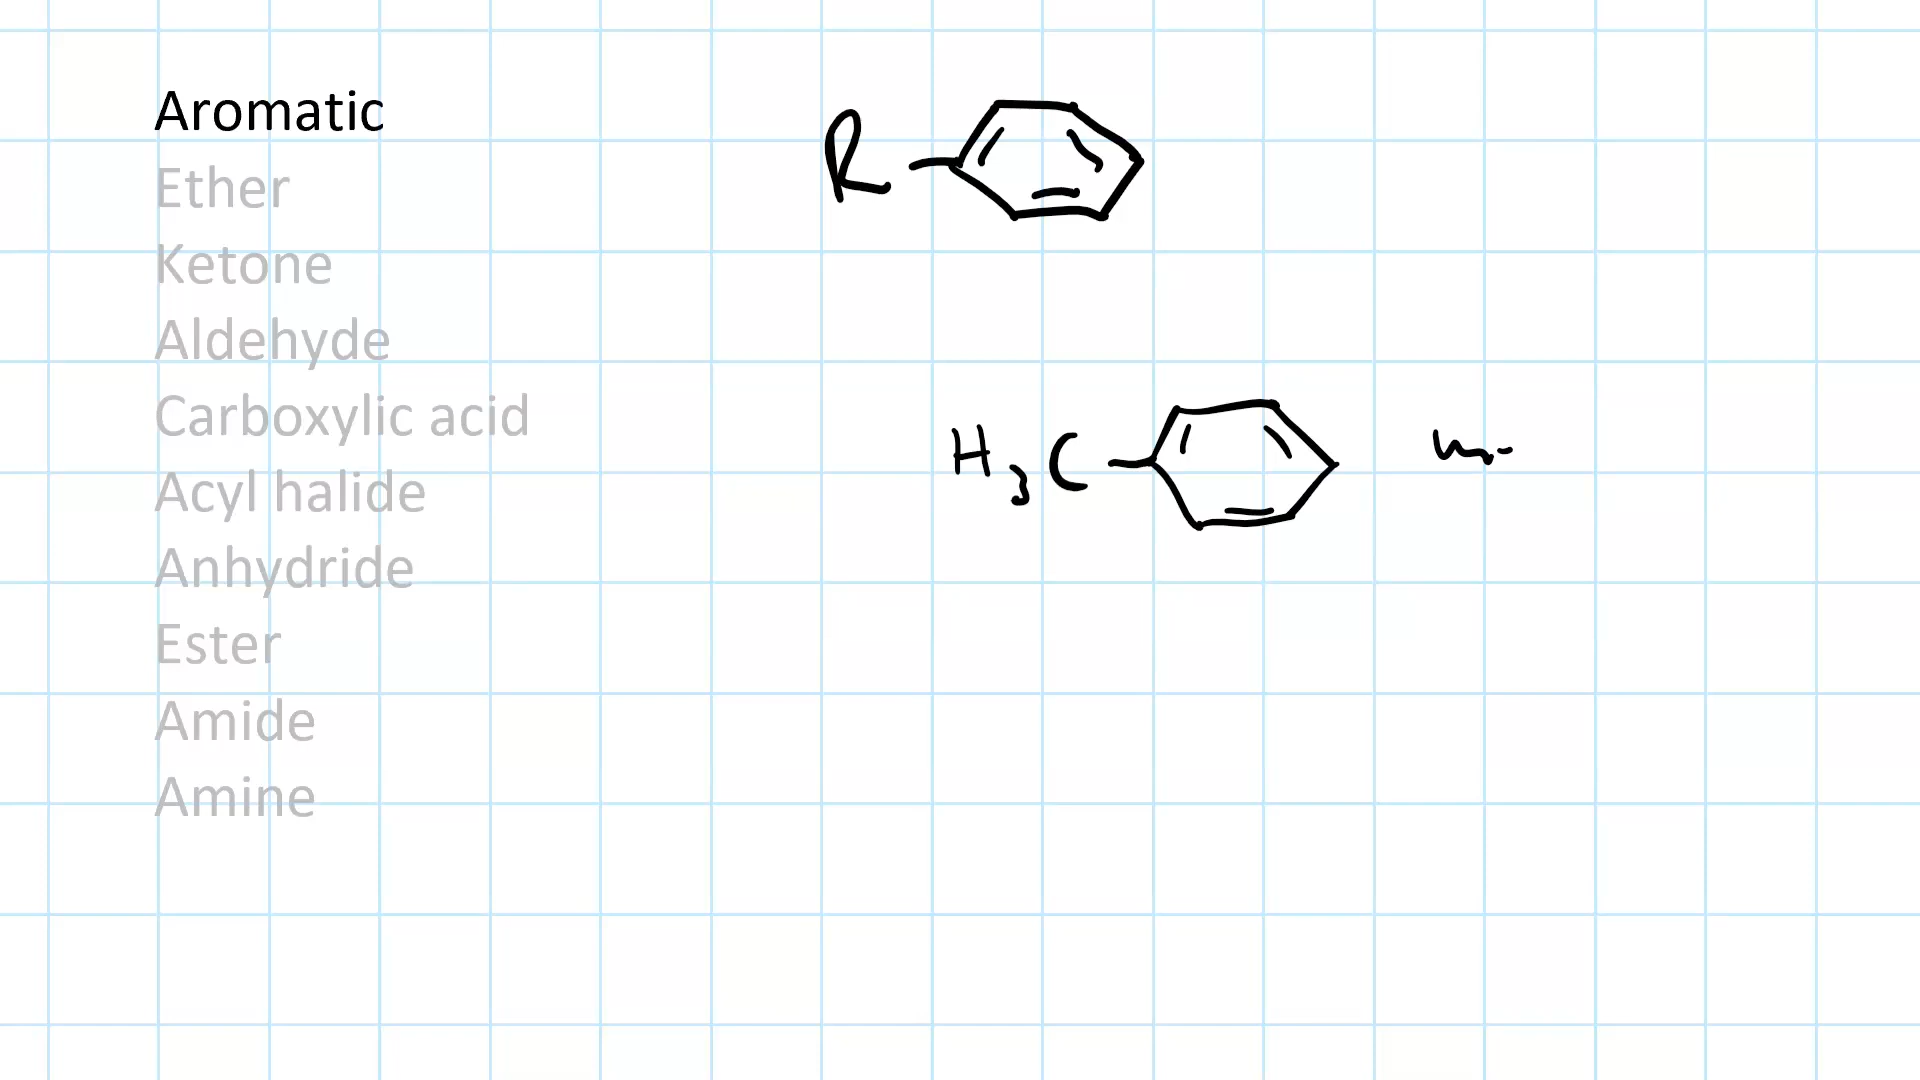 Aromatic
R
Ether
Ketone
Aldehyde
Carboxylic acid
H3C
Acyl halide
Anhydride
Ester
Amide
Amine